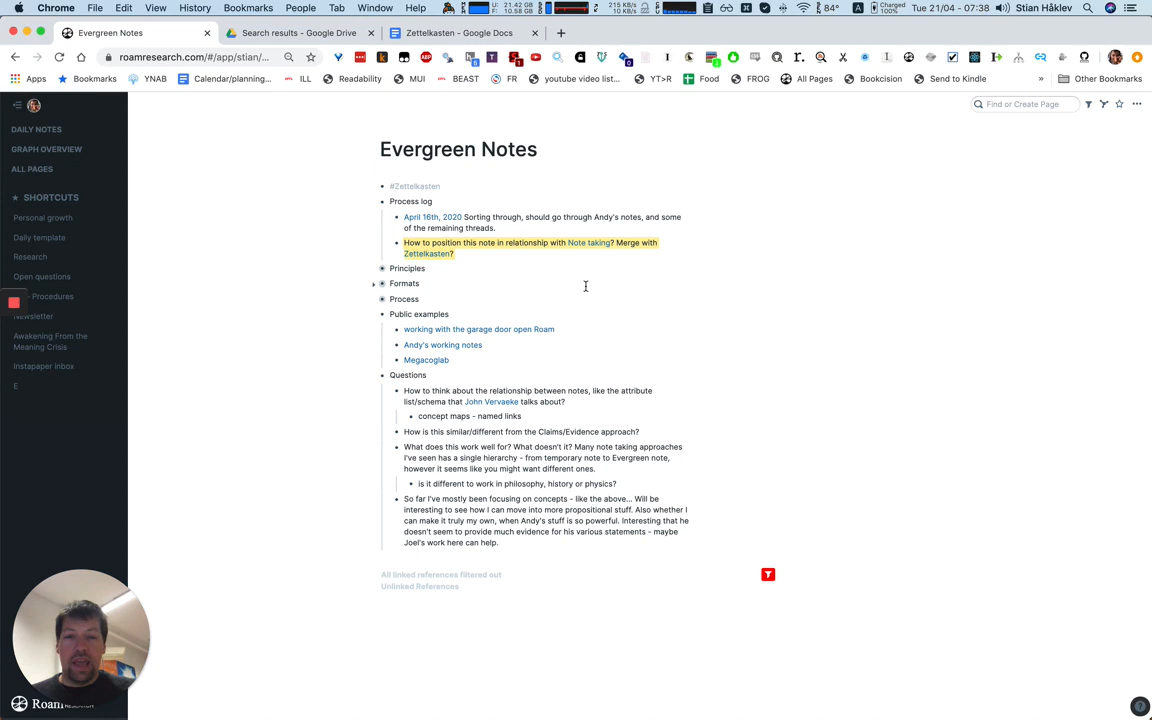 Chrome File Edit View History Bookmarks People Tab Window Help
U: 21.42 GB
F: 10.58 GB
215 KB/s
10 KB/s
84°
Charged
100%
Tue 21/04 - 07:38
Stian Håklev
Evergreen Notes
Search results - Google Drive
Zettelkasten - Google Docs
roamresearch.com/#/app/stian/...
Apps
Bookmarks
YNAB
Calendar/planning...
ILL
Readability
MUI
BEAST
FR
youtube video list...
YT>R
Food
FROG
All Pages
Bookcision
Send to Kindle
»
Other Bookmarks
DAILY NOTES
GRAPH OVERVIEW
ALL PAGES
SHORTCUTS
Personal growth
Daily template
Research
Open questions
Procedures
Newsletter
Awakening From the
Meaning Crisis
Instapaper inbox
E
Find or Create Page
Evergreen Notes
#Zettelkasten
Process log
April 16th, 2020 Sorting through, should go through Andy's notes, and some
of the remaining threads.
How to position this note in relationship with Note taking? Merge with
Zettelkasten?
Principles
Formats
Process
Public examples
working with the garage door open Roam
Andy's working notes
Megacoglab
Questions
How to think about the relationship between notes, like the attribute
list/schema that John Vervaeke talks about?
concept maps - named links
How is this similar/different from the Claims/Evidence approach?
What does this work well for? What doesn't it? Many note taking approaches
I've seen has a single hierarchy - from temporary note to Evergreen note,
however it seems like you might want different ones.
is it different to work in philosophy, history or physics?
So far I've mostly been focusing on concepts - like the above... Will be
interesting to see how I can move into more propositional stuff. Also whether I
can make it truly my own, when Andy's stuff is so powerful. Interesting that he
doesn't seem to provide much evidence for his various statements - maybe
Joel's work here can help.
All linked references filtered out
Unlinked References
Roam
?